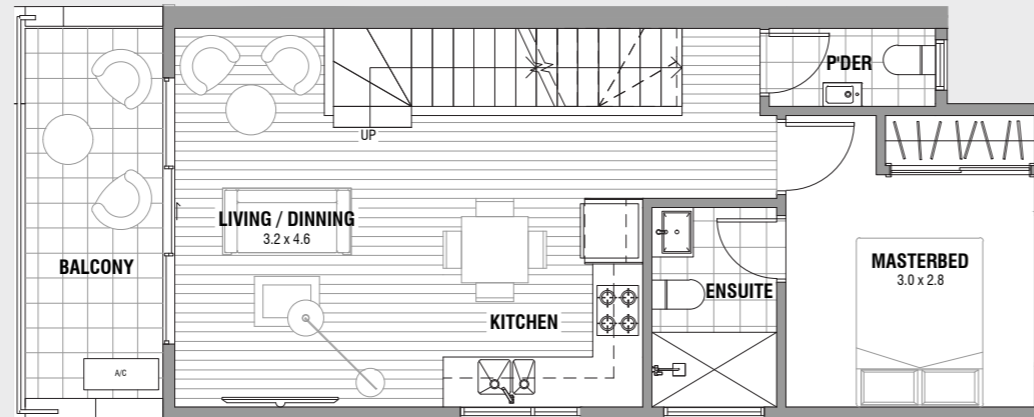 P'DER
UP
LIVING / DINNING
3.2 x 4.6
BALCONY
MASTERBED
3.0 x 2.8
ENSUITE
KITCHEN
A/C